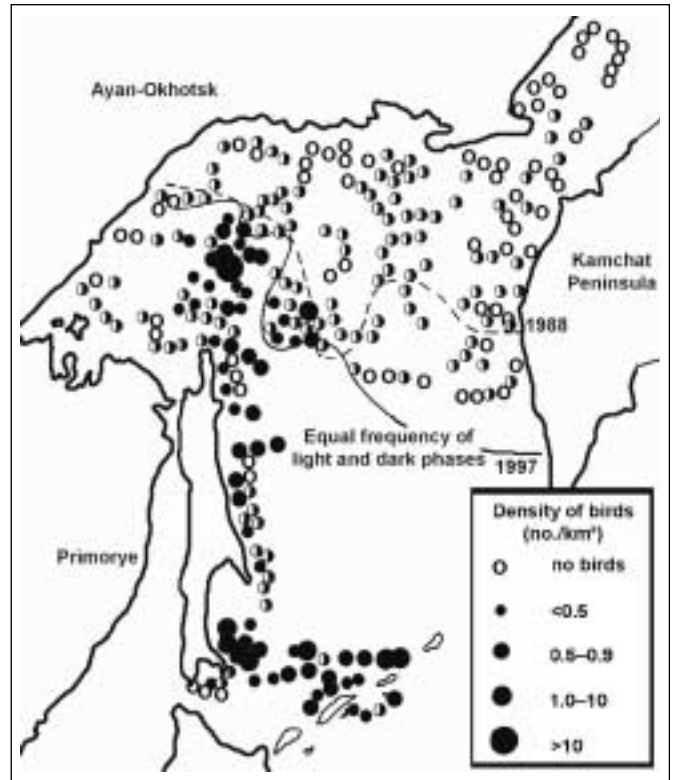 Ayan-Okhotsk
Kamchat
Peninsula
1988
Equal frequency of
light and dark phases
1997
Primorye
Density of birds
(no./km²)
no birds
<0.5
0.5–0.9
1.0–10
>10